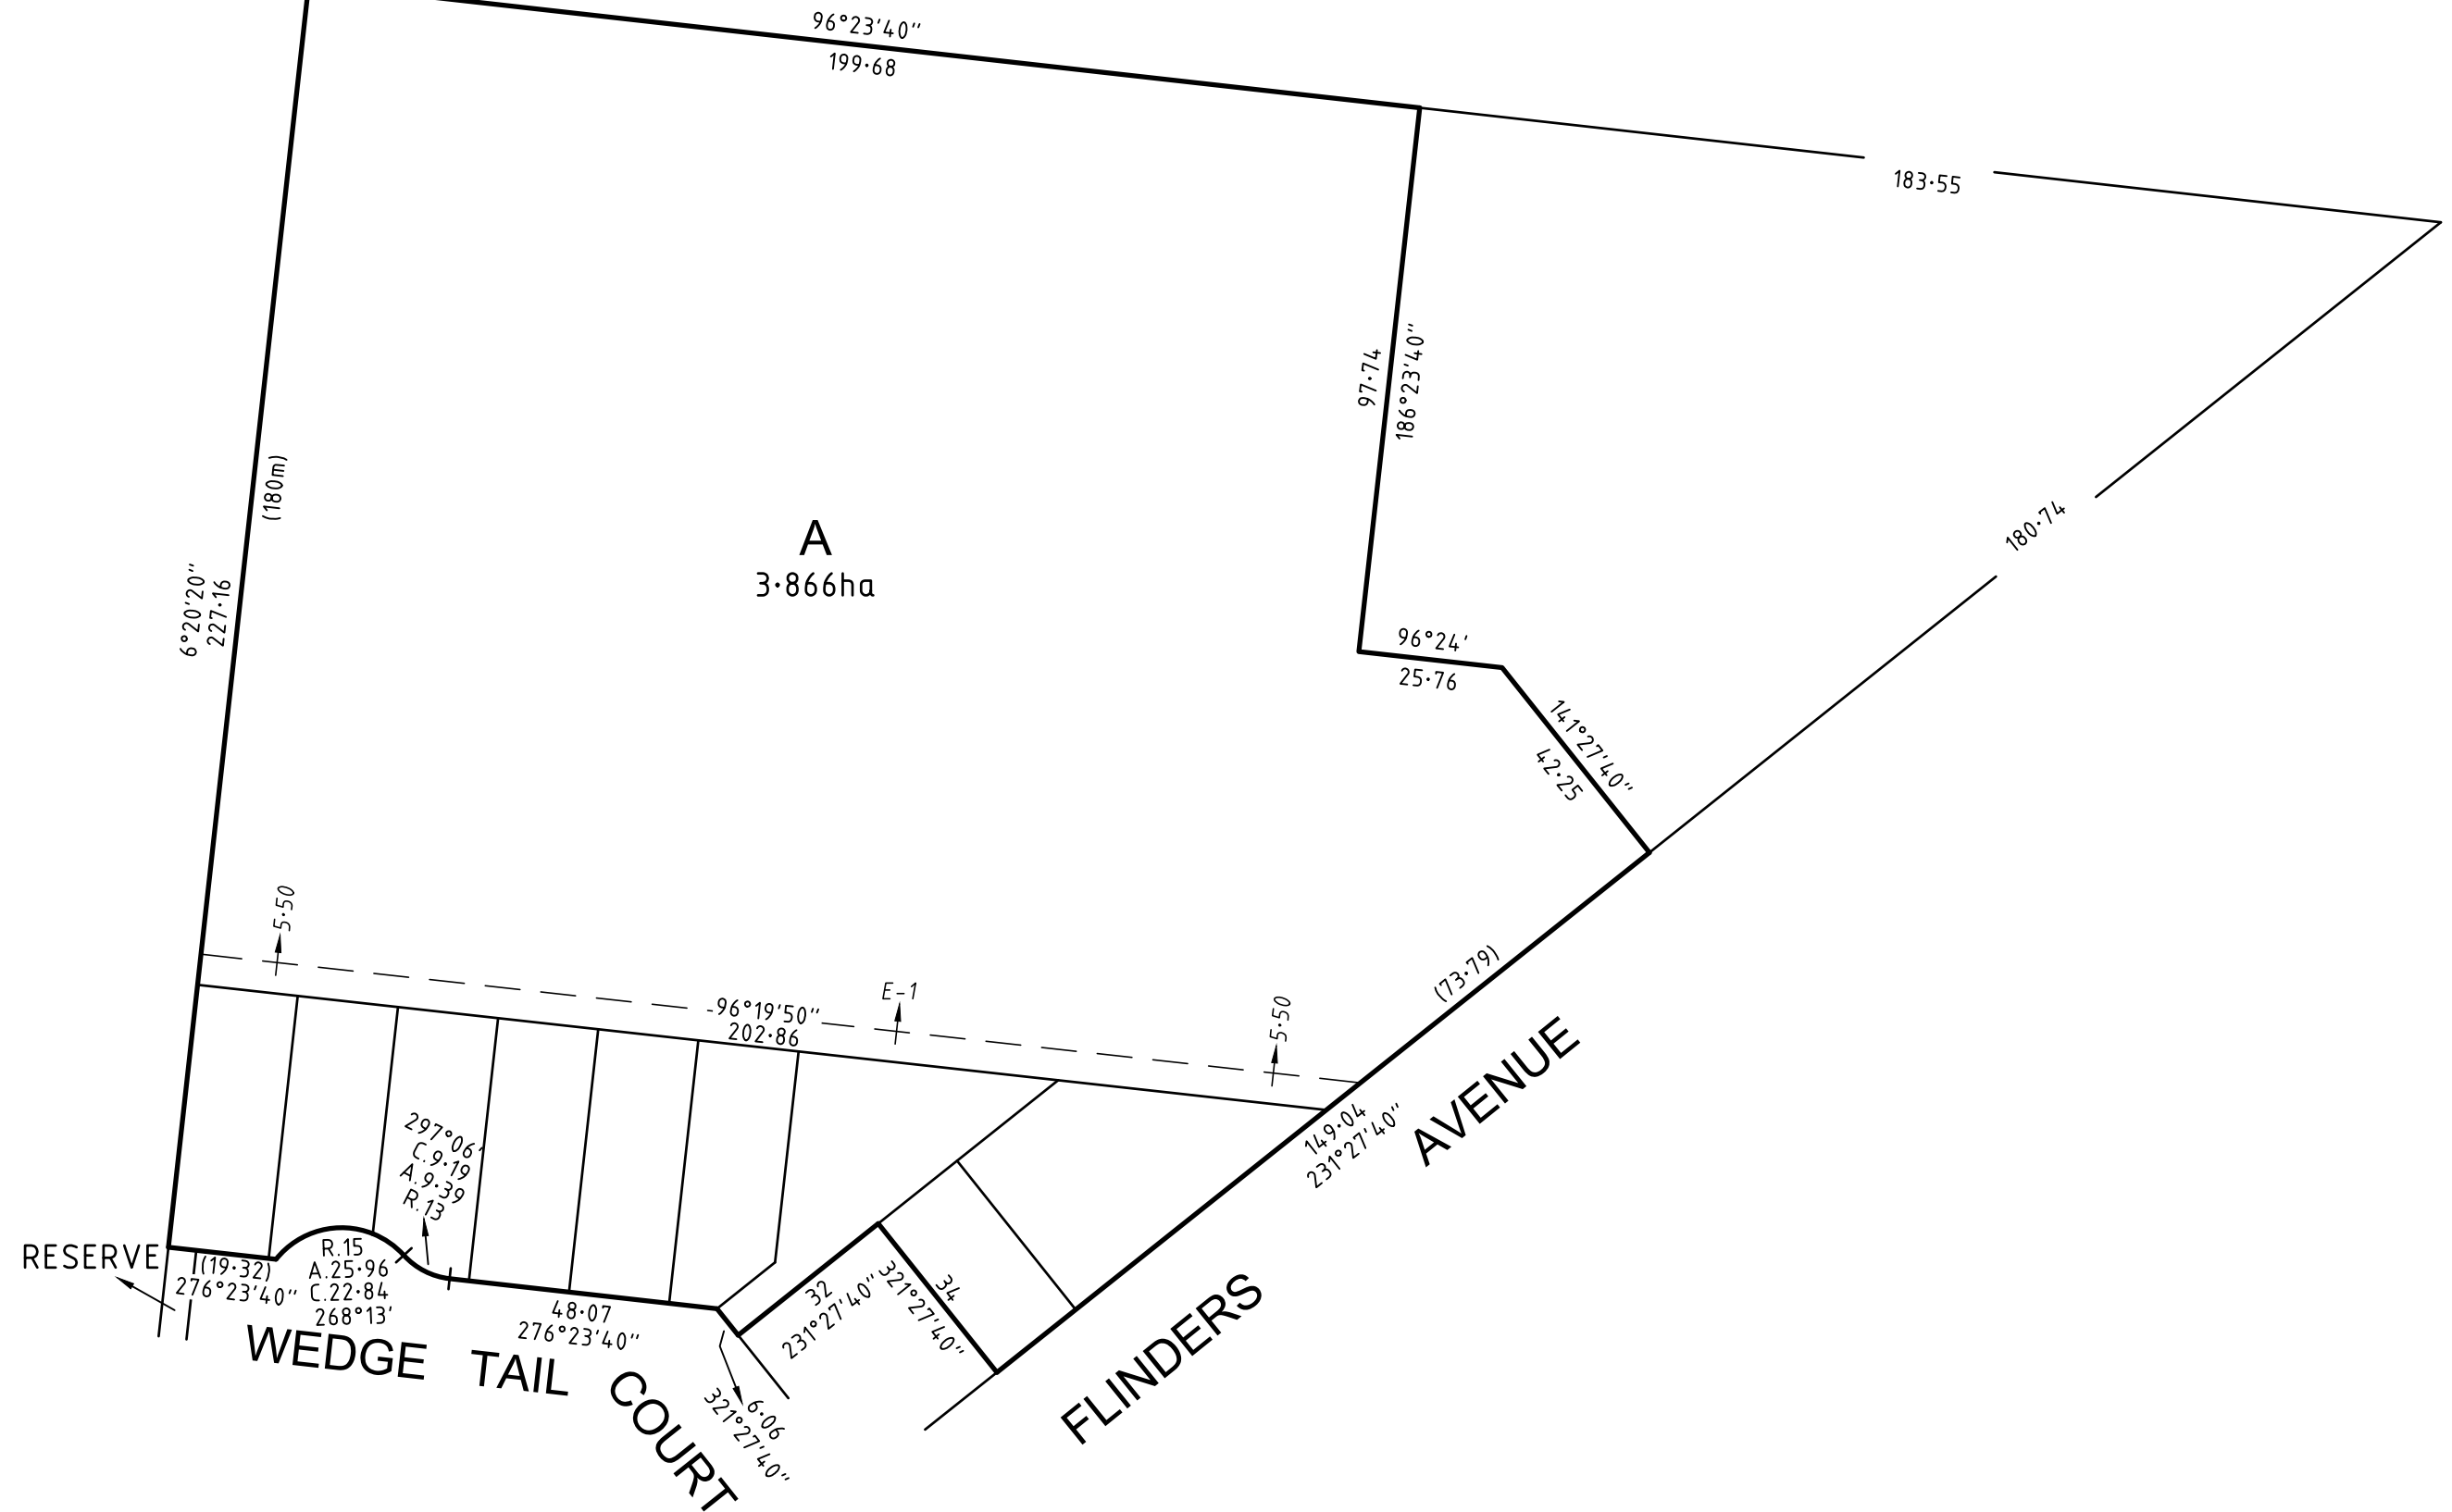 96°23'40"
199·68
183·55
97·74
186°23'40"
(180m)
180·74
A
3·866ha
6°20'20"
227·16
96°24'
25·76
141°27'40"
42·25
5·50
(73·79)
E-1
96°19'50"
202·86
5·50
149·04
231°27'40"
AVENUE
297°06'
C.9·19
A.9·39
R.13
RESERVE
(19·32)
276°23'40"
R.15
A.25·96
C.22·84
268°13'
48·07
276°23'40"
32
231°27'40"
34
321°27'40"
FLINDERS
WEDGE TAIL COURT
6·06
321°27'40"